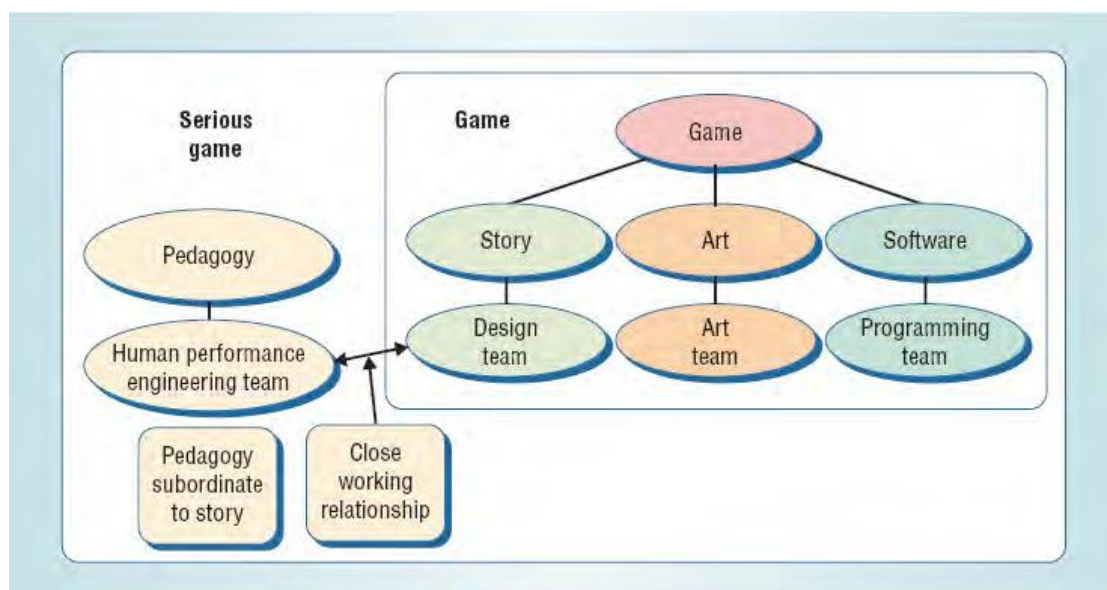 Serious
game
Game
Game
Pedagogy
Story
Art
Software
Human performance
engineering team
Design
team
Art
team
Programming
team
Pedagogy
subordinate
to story
Close
working
relationship